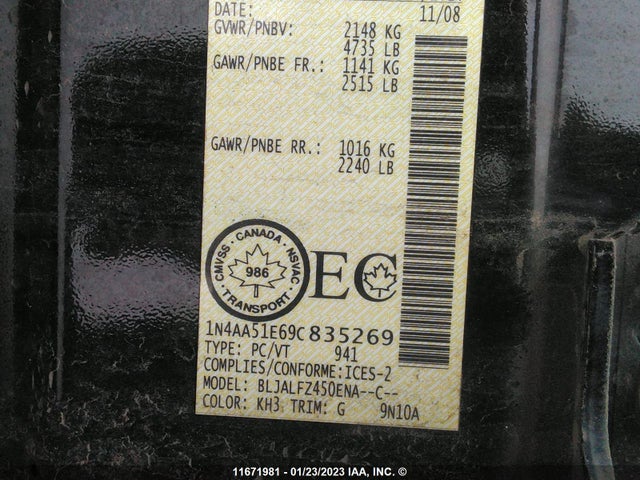 DATE: 11/08
GVWR/PNBV: 2148 KG
4735 LB
GAWR/PNBE FR.: 1141 KG
2515 LB
GAWR/PNBE RR.: 1016 KG
2240 LB
CMVSS · CANADA · NSVAC · TRANSPORT ·
986
EC
1N4AA51E69C835269
TYPE: PC/VT 941
COMPLIES/CONFORME:ICES-2
MODEL: BLJALFZ450ENA--C--
COLOR: KH3 TRIM: G 9N10A
11671981 - 01/23/2023 IAA, INC. ©